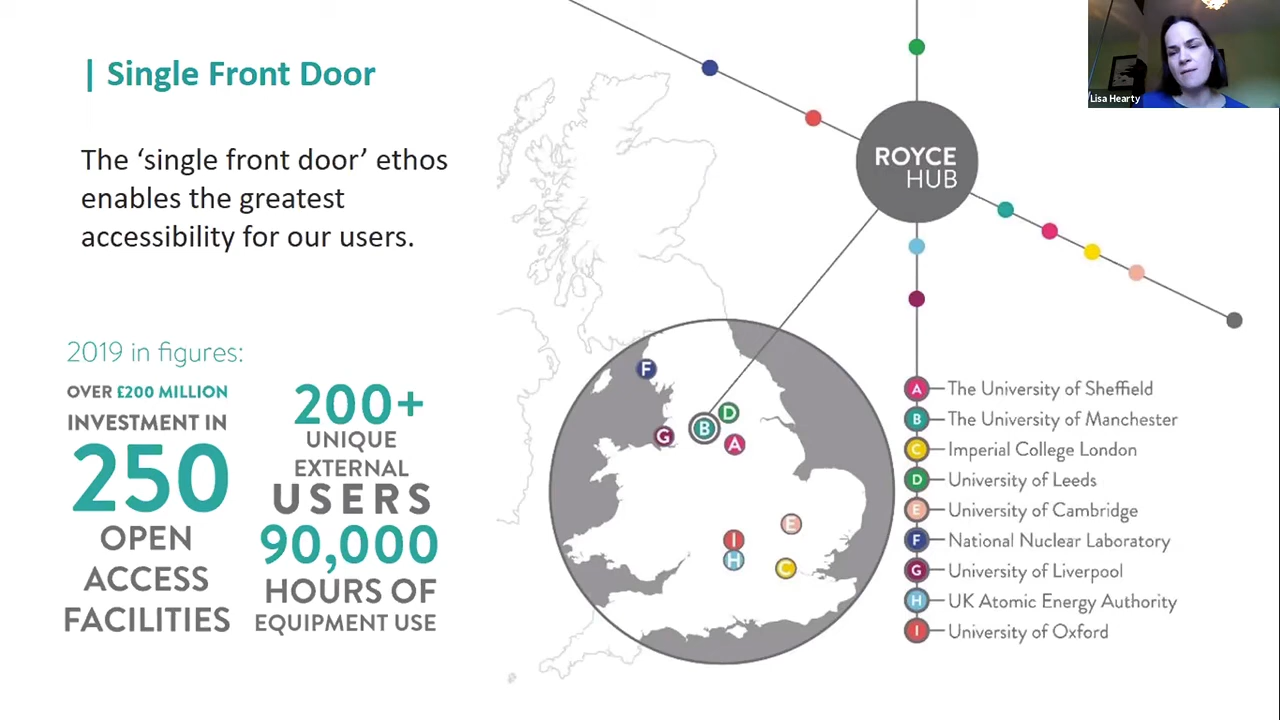 | Single Front Door
The ‘single front door’ ethos
enables the greatest
accessibility for our users.
2019 in figures:
OVER £200 MILLION
INVESTMENT IN
250
OPEN
ACCESS
FACILITIES
200+
UNIQUE
EXTERNAL
USERS
90,000
HOURS OF
EQUIPMENT USE
ROYCE
HUB
F
D
B
G
A
E
I
H
C
A The University of Sheffield
B The University of Manchester
C Imperial College London
D University of Leeds
E University of Cambridge
F National Nuclear Laboratory
G University of Liverpool
H UK Atomic Energy Authority
I University of Oxford
Lisa Hearty